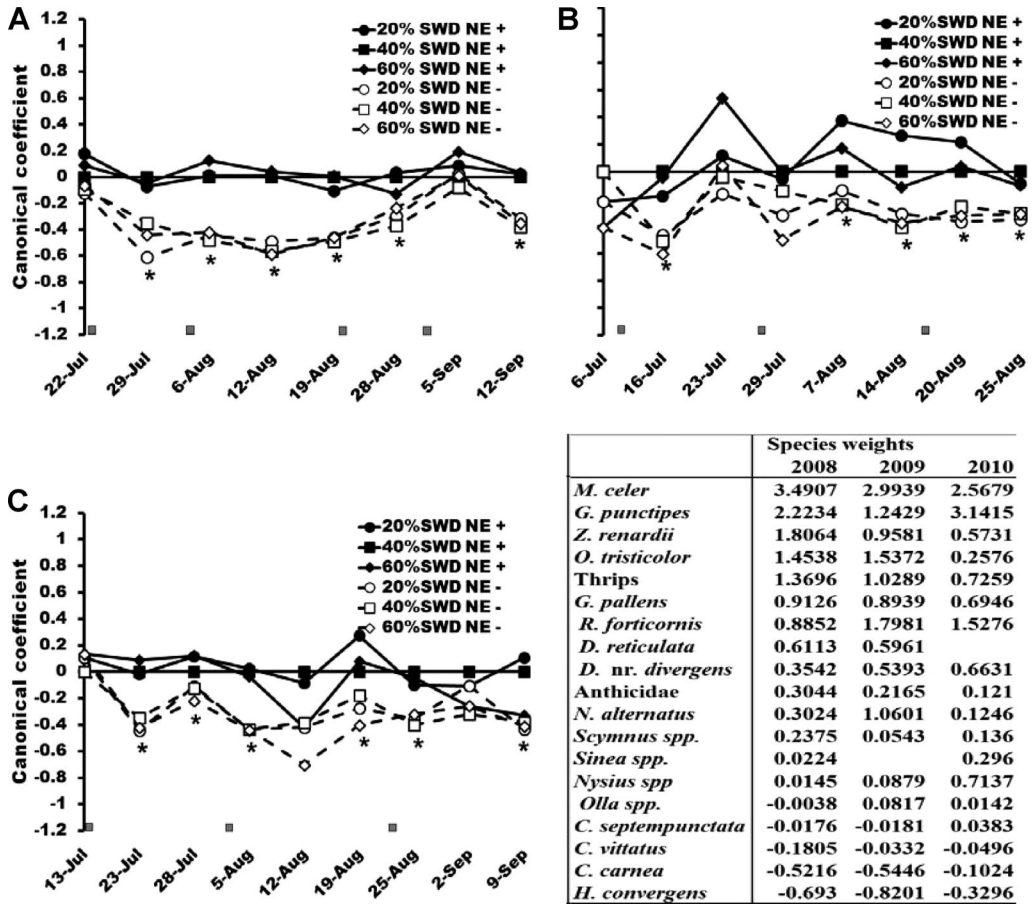 A
1.2
1
0.8
0.6
0.4
0.2
0
-0.2
-0.4
-0.6
-0.8
-1
-1.2
Canonical coefficient
20% SWD NE +
40% SWD NE +
60% SWD NE +
20% SWD NE -
40% SWD NE -
60% SWD NE -
* * * * * *
22-Jul 29-Jul 6-Aug 12-Aug 19-Aug 28-Aug 5-Sep 12-Sep
B
20%SWD NE +
40%SWD NE +
60%SWD NE +
20%SWD NE -
40%SWD NE -
60%SWD NE -
* * * * *
6-Jul 16-Jul 23-Jul 29-Jul 7-Aug 14-Aug 20-Aug 25-Aug
C
1.2
1
0.8
0.6
0.4
0.2
0
-0.2
-0.4
-0.6
-0.8
-1
-1.2
Canonical coefficient
20%SWD NE +
40%SWD NE +
60%SWD NE +
20%SWD NE -
40%SWD NE -
60%SWD NE -
* * * * * *
13-Jul 23-Jul 28-Jul 5-Aug 12-Aug 19-Aug 25-Aug 2-Sep 9-Sep
Species weights
2008 2009 2010
M. celer 3.4907 2.9939 2.5679
G. punctipes 2.2234 1.2429 3.1415
Z. renardii 1.8064 0.9581 0.5731
O. tristicolor 1.4538 1.5372 0.2576
Thrips 1.3696 1.0289 0.7259
G. pallens 0.9126 0.8939 0.6946
R. forticornis 0.8852 1.7981 1.5276
D. reticulata 0.6113 0.5961
D. nr. divergens 0.3542 0.5393 0.6631
Anthicidae 0.3044 0.2165 0.121
N. alternatus 0.3024 1.0601 0.1246
Scymnus spp. 0.2375 0.0543 0.136
Sinea spp. 0.0224 0.296
Nysius spp 0.0145 0.0879 0.7137
Olla spp. -0.0038 0.0817 0.0142
C. septempunctata -0.0176 -0.0181 0.0383
C. vittatus -0.1805 -0.0332 -0.0496
C. carnea -0.5216 -0.5446 -0.1024
H. convergens -0.693 -0.8201 -0.3296